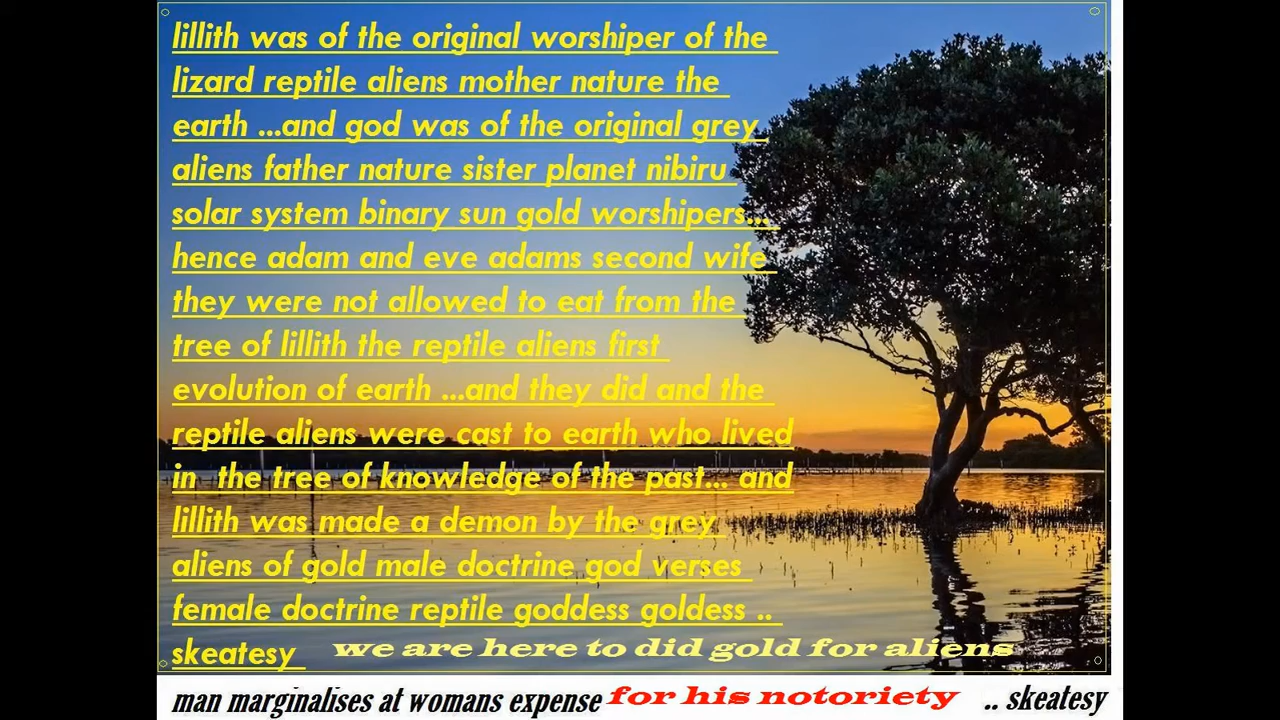 lillith was of the original worshiper of the
lizard reptile aliens mother nature the
earth ...and god was of the original grey
aliens father nature sister planet nibiru
solar system binary sun gold worshipers...
hence adam and eve adams second wife
they were not allowed to eat from the
tree of lillith the reptile aliens first
evolution of earth ...and they did and the
reptile aliens were cast to earth who lived
in the tree of knowledge of the past... and
lillith was made a demon by the grey
aliens of gold male doctrine god verses
female doctrine reptile goddess goldess ..
skeatesy we are here to did gold for aliens
man marginalises at womans expense for his notoriety .. skeatesy